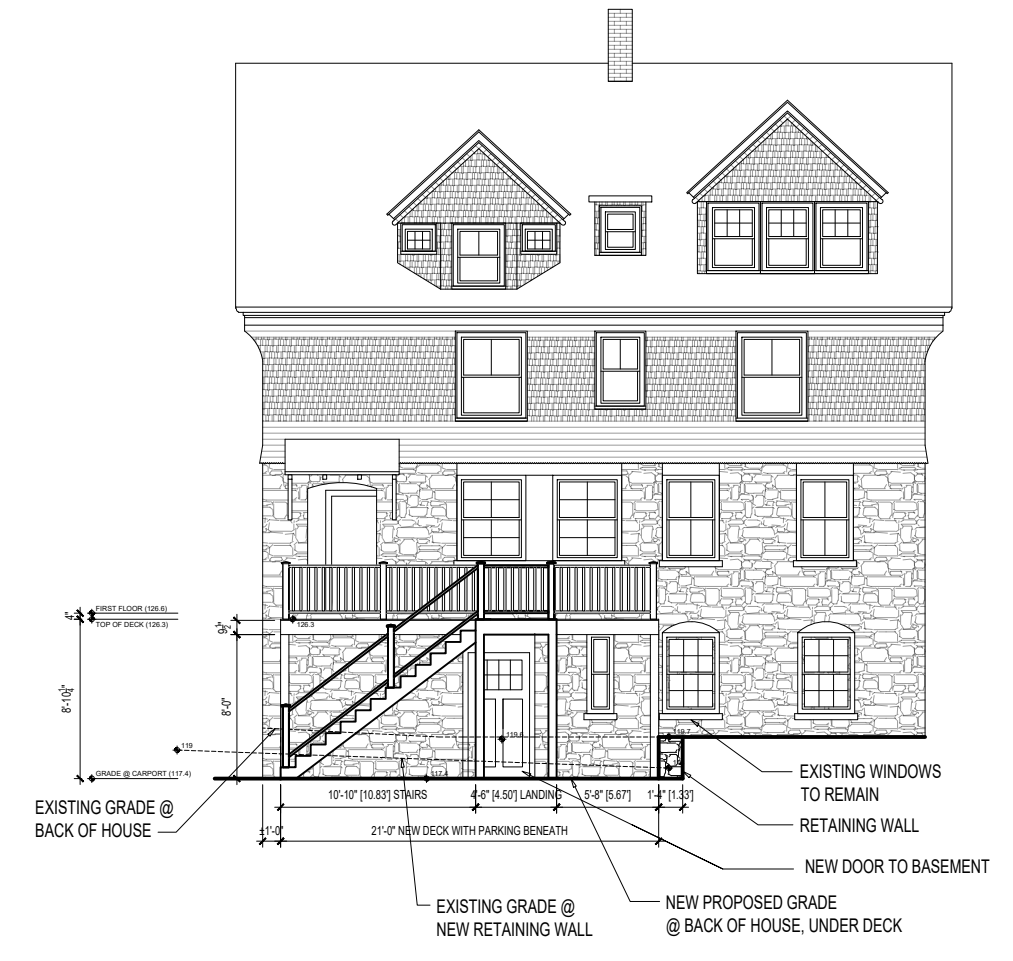 4"
FIRST FLOOR (126.6)
TOP OF DECK (126.3)
126.3
9½"
8'-10¼"
8'-0"
119
119.6
119.7
GRADE @ CARPORT (117.4)
117.4
10'-10" [10.83'] STAIRS
4'-6" [4.50'] LANDING
5'-8" [5.67']
1'-4" [1.33']
±1'-0"
21'-0" NEW DECK WITH PARKING BENEATH
EXISTING GRADE @
BACK OF HOUSE
EXISTING WINDOWS
TO REMAIN
RETAINING WALL
NEW DOOR TO BASEMENT
EXISTING GRADE @
NEW RETAINING WALL
NEW PROPOSED GRADE
@ BACK OF HOUSE, UNDER DECK